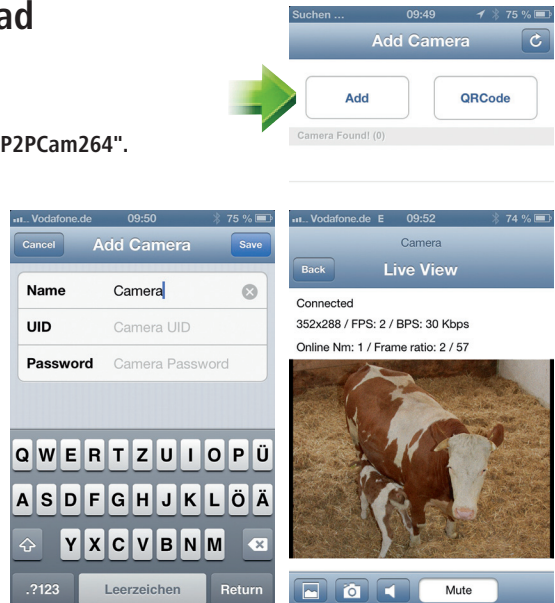 ad
P2PCam264".
Suchen ... 09:49 75 %
Add Camera
Add QRCode
Camera Found! (0)
Vodafone.de 09:50 75 %
Cancel Add Camera Save
Name Camera
UID Camera UID
Password Camera Password
Q W E R T Z U I O P Ü
A S D F G H J K L Ö Ä
Y X C V B N M
.?123 Leerzeichen Return
Vodafone.de E 09:52 74 %
Camera
Back Live View
Connected
352x288 / FPS: 2 / BPS: 30 Kbps
Online Nm: 1 / Frame ratio: 2 / 57
Mute